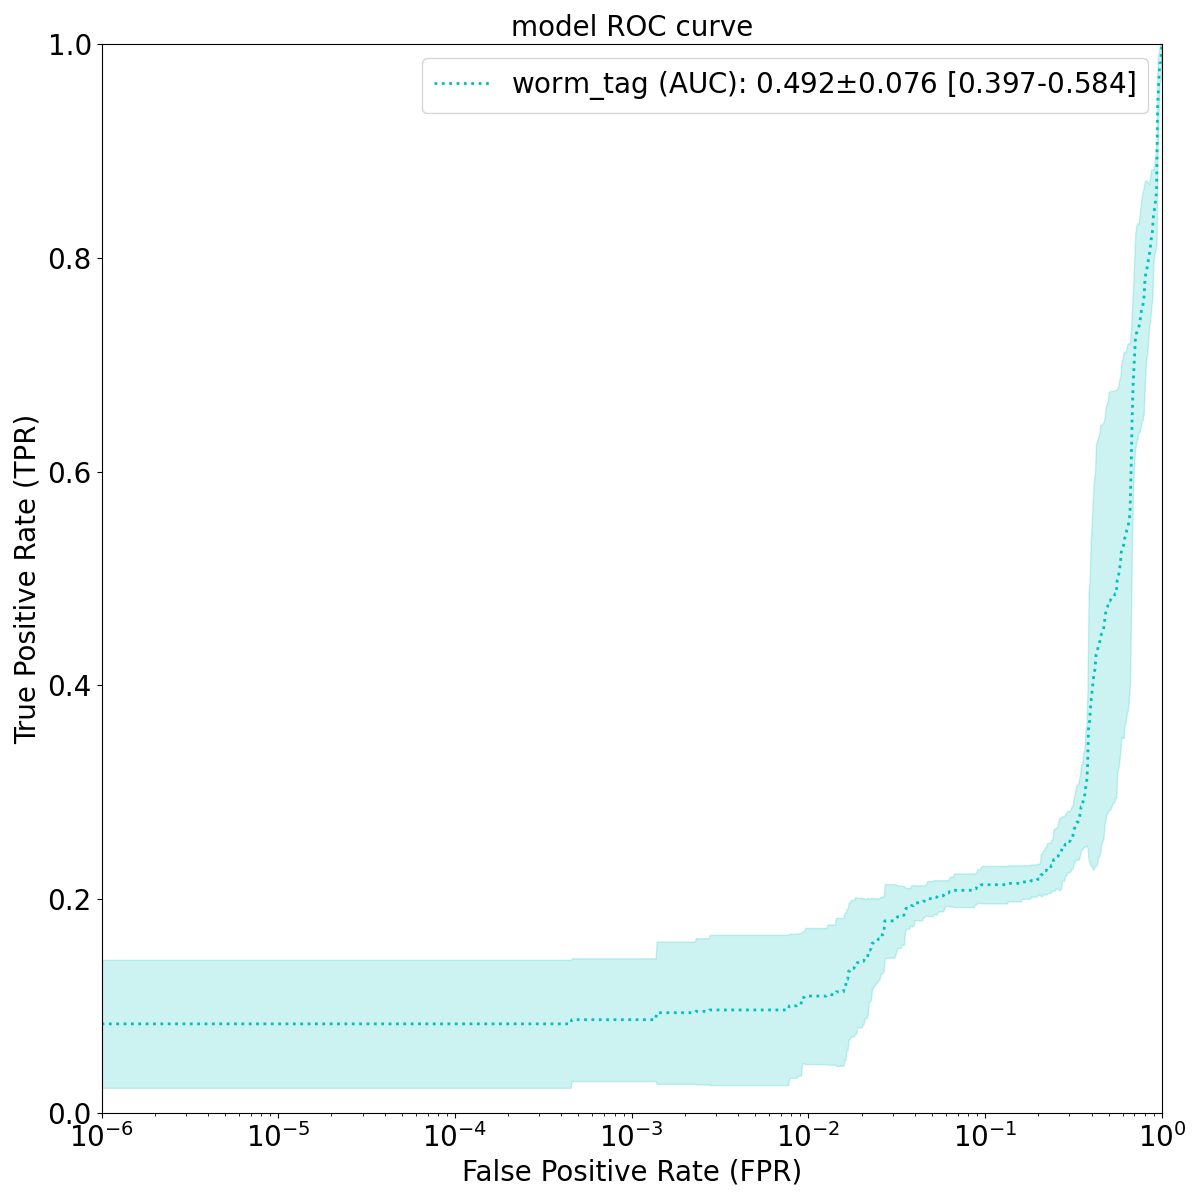 model ROC curve
worm_tag (AUC): 0.492±0.076 [0.397-0.584]
1.0
0.8
0.6
0.4
0.2
0.0
True Positive Rate (TPR)
10⁻⁶ 10⁻⁵ 10⁻⁴ 10⁻³ 10⁻² 10⁻¹ 10⁰
False Positive Rate (FPR)